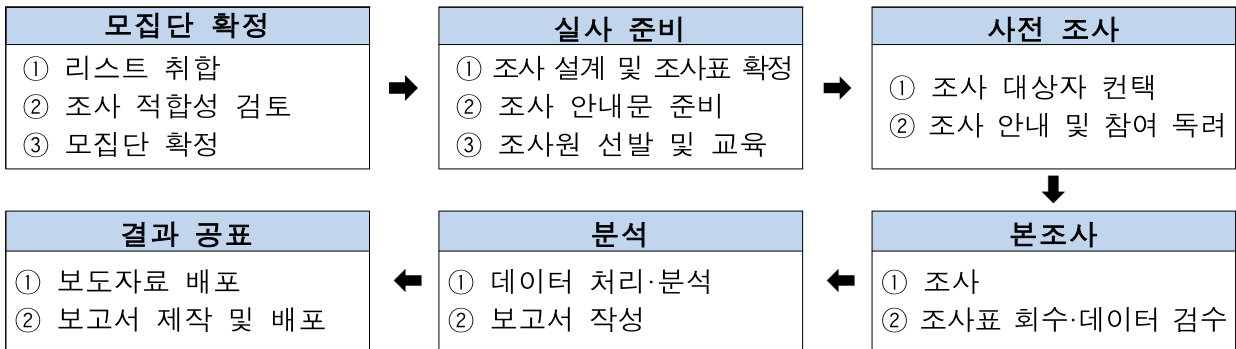 모집단 확정
① 리스트 취합
② 조사 적합성 검토
③ 모집단 확정
실사 준비
① 조사 설계 및 조사표 확정
② 조사 안내문 준비
③ 조사원 선발 및 교육
사전 조사
① 조사 대상자 컨택
② 조사 안내 및 참여 독려
본조사
① 조사
② 조사표 회수·데이터 검수
분석
① 데이터 처리·분석
② 보고서 작성
결과 공표
① 보도자료 배포
② 보고서 제작 및 배포